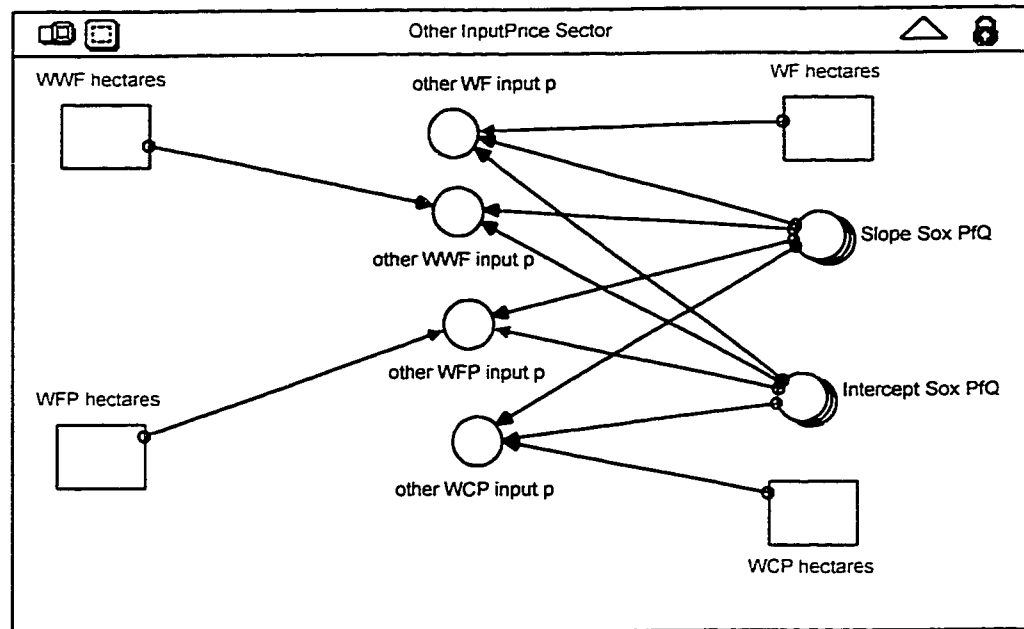 Other InputPrice Sector
WWF hectares
other WF input p
WF hectares
Slope Sox PfQ
other WWF input p
other WFP input p
Intercept Sox PfQ
WFP hectares
other WCP input p
WCP hectares